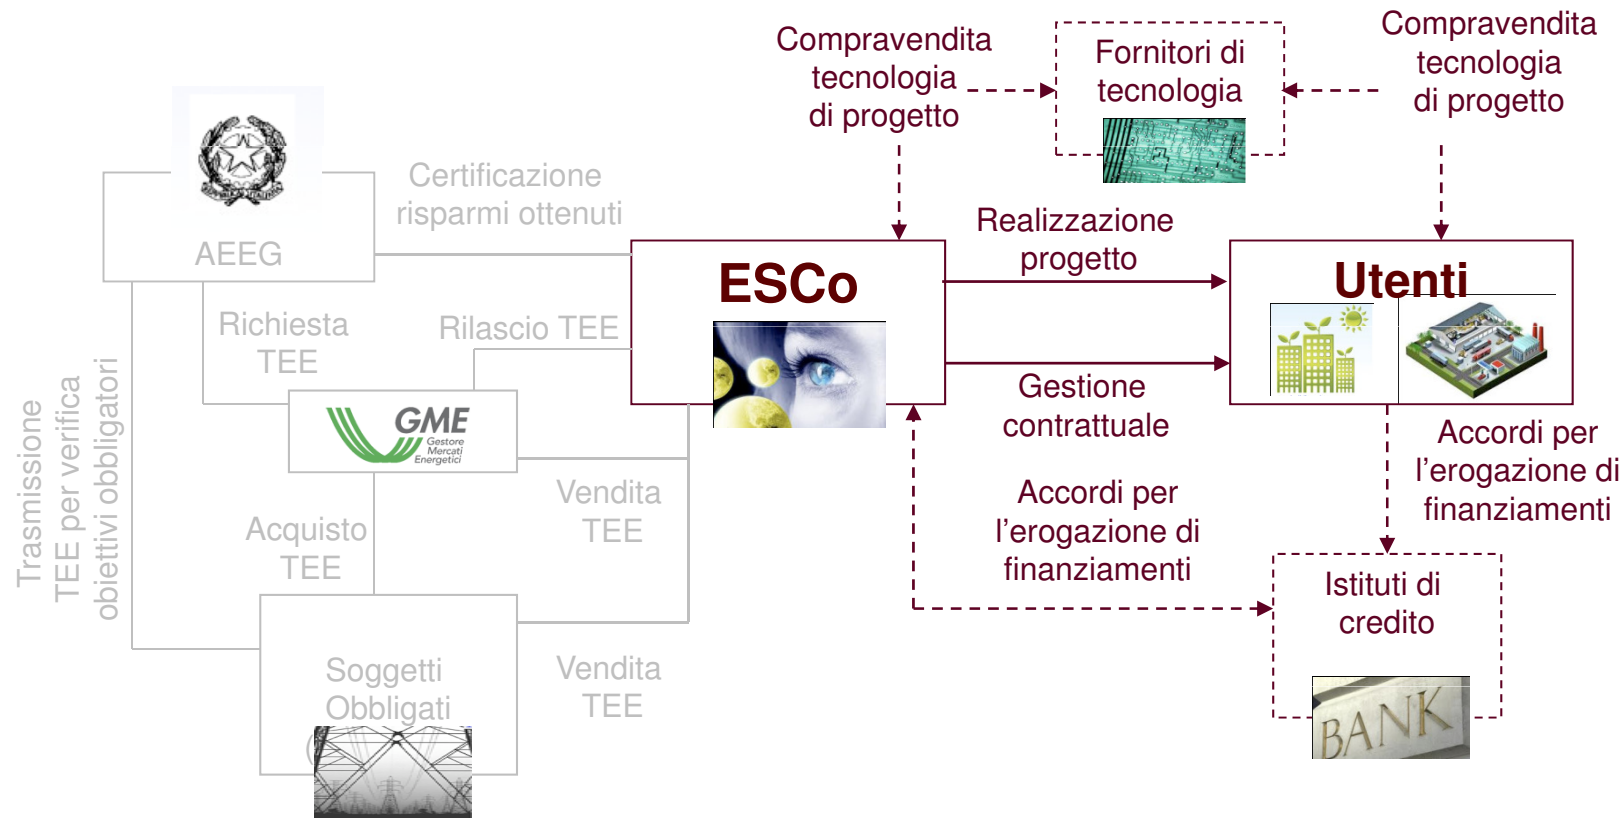 Compravendita
tecnologia
di progetto
Fornitori di
tecnologia
Compravendita
tecnologia
di progetto
Certificazione
risparmi ottenuti
AEEG
Realizzazione
progetto
ESCo
Utenti
Richiesta
TEE
Rilascio TEE
Trasmissione
TEE per verifica
obiettivi obbligatori
GME
Gestore
Mercati
Energetici
Gestione
contrattuale
Accordi per
l'erogazione di
finanziamenti
Vendita
TEE
Accordi per
l'erogazione di
finanziamenti
Acquisto
TEE
Istituti di
credito
Soggetti
Obbligati
Vendita
TEE
BANK